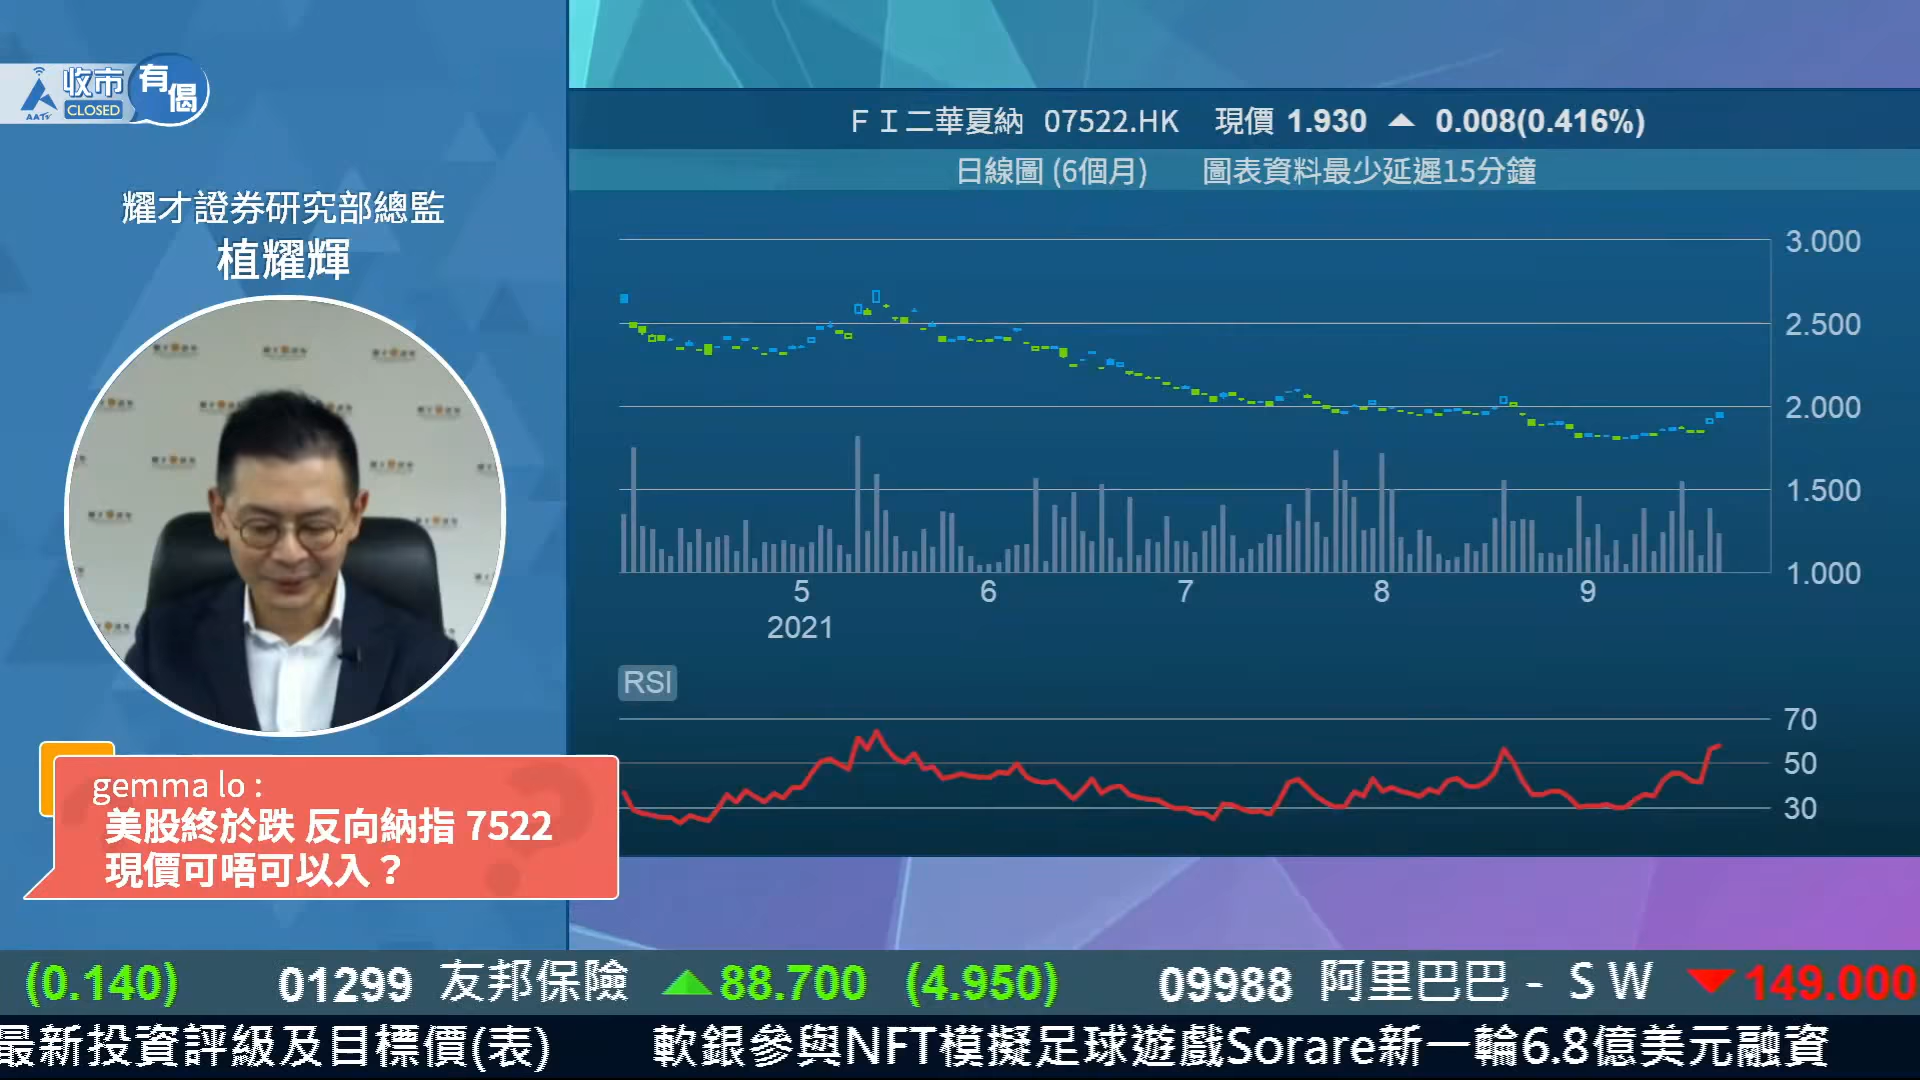 收市
CLOSED
AATV
有偈
耀才證券研究部總監
植耀輝
gemma lo :
美股終於跌 反向納指 7522
現價可唔可以入？
ＦＩ二華夏納 07522.HK 現價 1.930 ▲ 0.008(0.416%)
日線圖 (6個月) 圖表資料最少延遲15分鐘
3.000
2.500
2.000
1.500
1.000
5 6 7 8 9
2021
RSI
70
50
30
(0.140) 01299 友邦保險 ▲88.700 (4.950) 09988 阿里巴巴－ＳＷ ▼149.000
最新投資評級及目標價(表) 軟銀參與NFT模擬足球遊戲Sorare新一輪6.8億美元融資